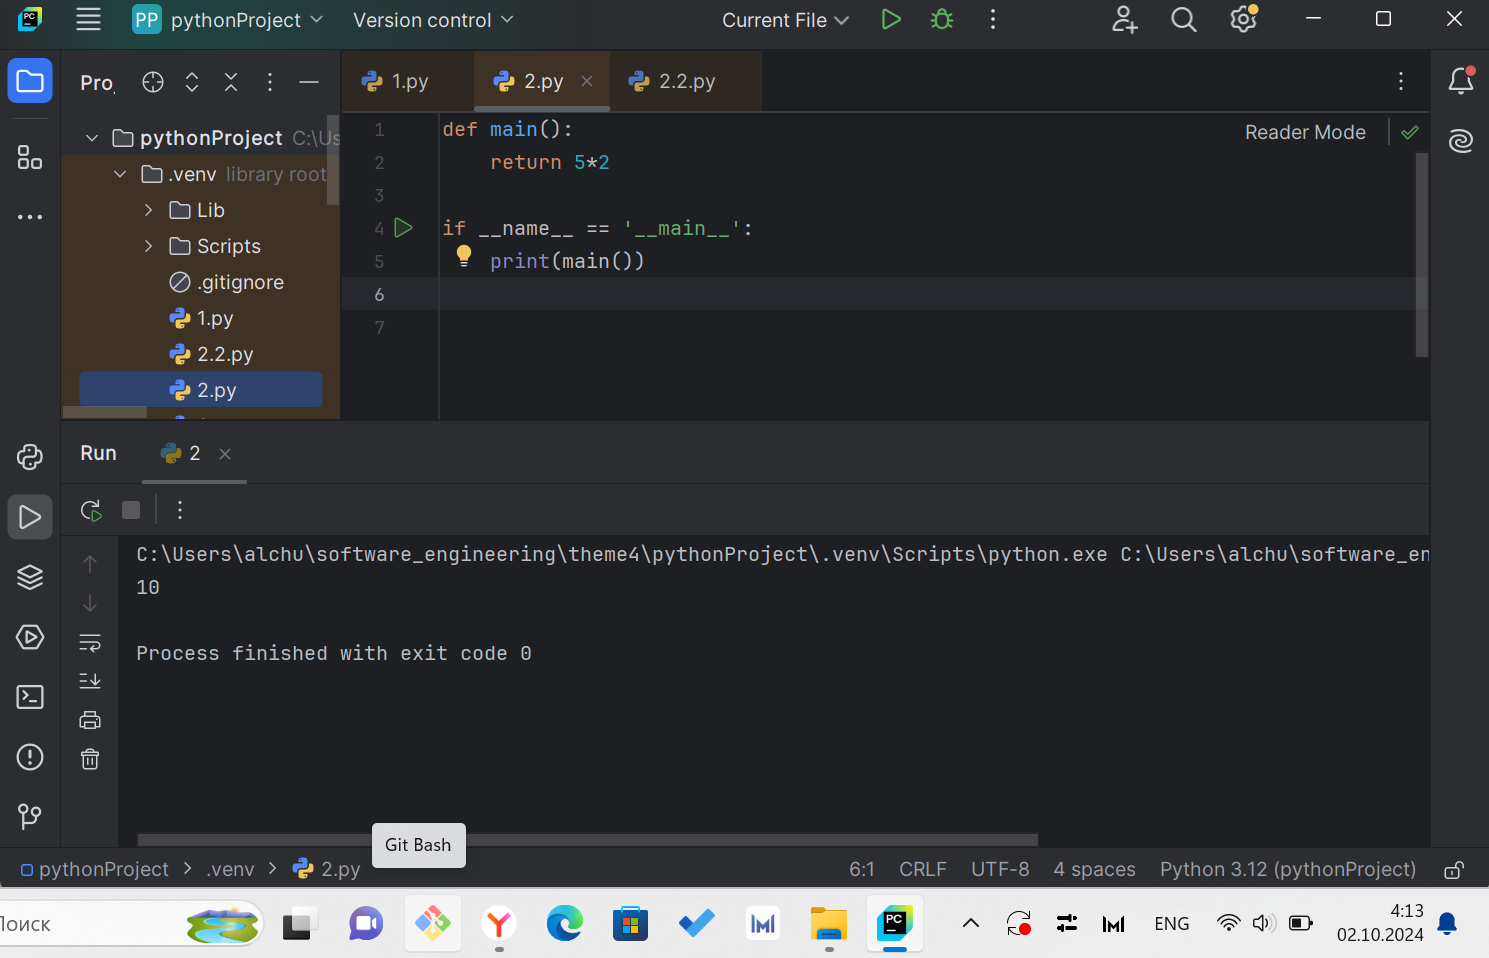 PC
PP pythonProject Version control Current File
Pro
1.py 2.py 2.2.py
pythonProject C:\Us
.venv library root
Lib
Scripts
.gitignore
1.py
2.2.py
2.py
Reader Mode
1 def main():
2 return 5*2
3
4 if __name__ == '__main__':
5 print(main())
6
7
Run 2
C:\Users\alchu\software_engineering\theme4\pythonProject\.venv\Scripts\python.exe C:\Users\alchu\software_en
10
Process finished with exit code 0
Git Bash
pythonProject > .venv > 2.py 6:1 CRLF UTF-8 4 spaces Python 3.12 (pythonProject)
Поиск
PC
ENG
4:13
02.10.2024